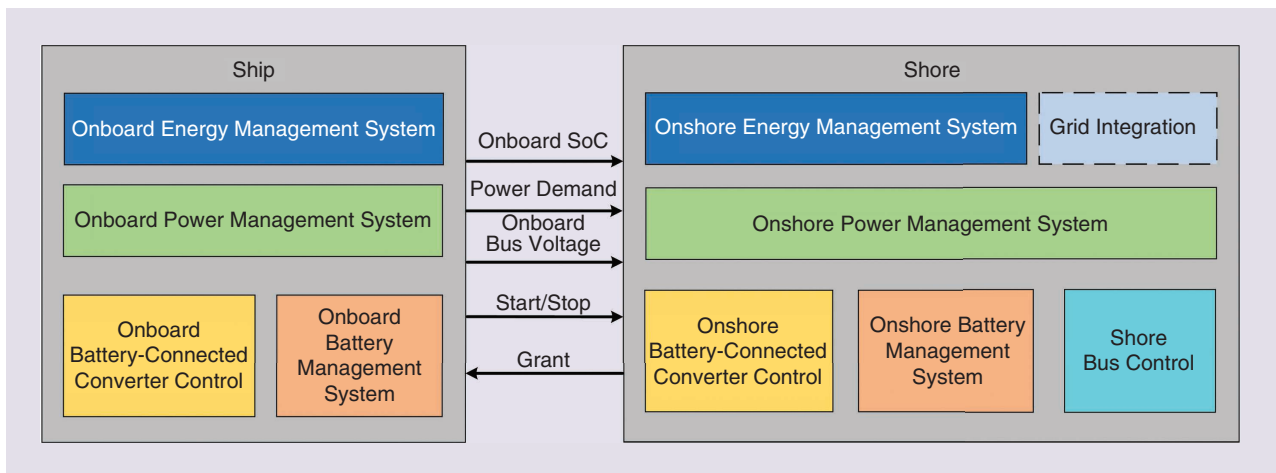 Ship
Onboard Energy Management System
Onboard Power Management System
Onboard
Battery-Connected
Converter Control
Onboard
Battery
Management
System
Onboard SoC
Power Demand
Onboard
Bus Voltage
Start/Stop
Grant
Shore
Onshore Energy Management System
Grid Integration
Onshore Power Management System
Onshore
Battery-Connected
Converter Control
Onshore Battery
Management
System
Shore
Bus Control